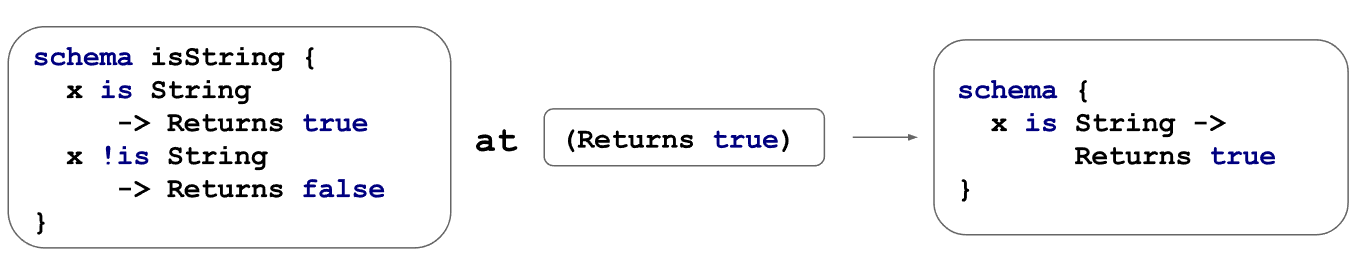 schema isString {
  x is String
     -> Returns true
  x !is String
     -> Returns false
}
at
(Returns true)
schema {
  x is String ->
       Returns true
}